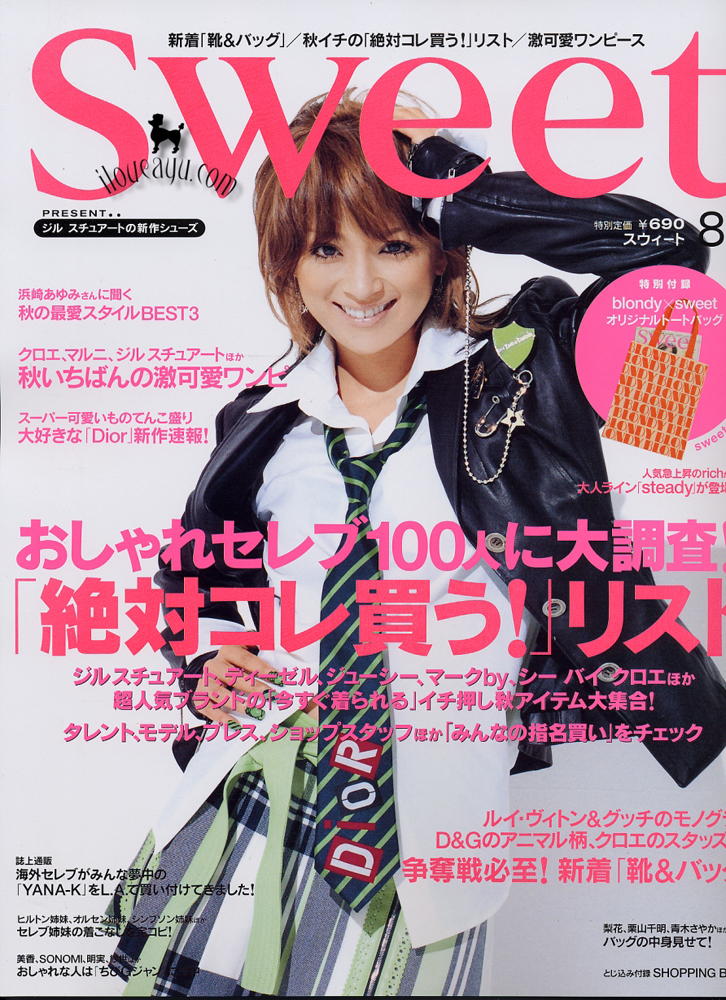 新着「靴&バッグ」／秋イチの「絶対コレ買う!」リスト／激可愛ワンピース
Sweet
iloveayu.com
PRESENT..
ジル スチュアートの新作シューズ
特別定価 ¥690
スウィート 8
浜崎あゆみさんに聞く
秋の最愛スタイルBEST3
特別付録
blondy×sweet
オリジナルトートバッグ
sweet
クロエ、マルニ、ジル スチュアートほか
秋いちばんの激可愛ワンピ
スーパー可愛いものてんこ盛り
大好きな「Dior」新作速報!
人気急上昇のrich
大人ライン「steady」が登場
おしゃれセレブ100人に大調査!
「絶対コレ買う!」リスト
ジル スチュアート、ディーゼル、ジューシー、マークby、シー バイ クロエほか
超人気ブランドの「今すぐ着られる」イチ押し秋アイテム大集合!
タレント、モデル、プレス、ショップスタッフほか「みんなの指名買い」をチェック
DioR
ルイ・ヴィトン&グッチのモノグ
D&Gのアニマル柄、クロエのスタッズ
争奪戦必至! 新着「靴&バッ
誌上通販
海外セレブがみんな夢中の
「YANA-K」をL.A.で買い付けてきました!
ヒルトン姉妹、オルセン姉妹、シンプソン姉妹ほか
セレブ姉妹の着こなしを
コピ!
美香、SONOMI、明実、
おしゃれな人は「ちびGジャン」
梨花、栗山千明、青木さやかほか
バッグの中身見せて!
とじ込み付録 SHOPPING B